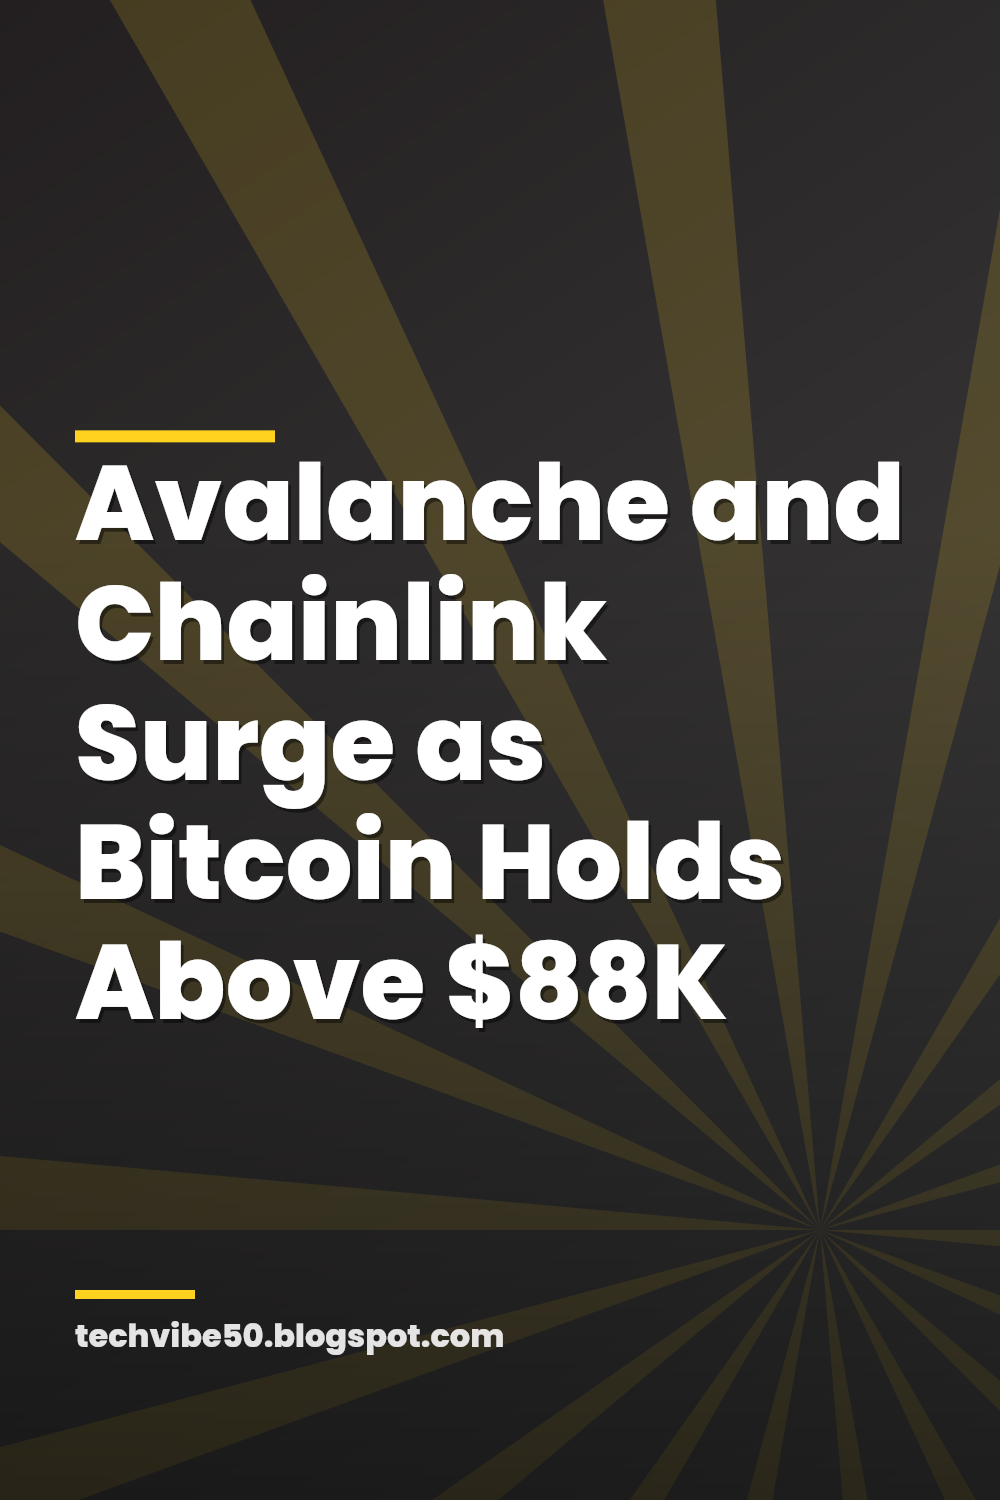 Avalanche and
Chainlink
Surge as
Bitcoin Holds
Above $88K
techvibe50.blogspot.com